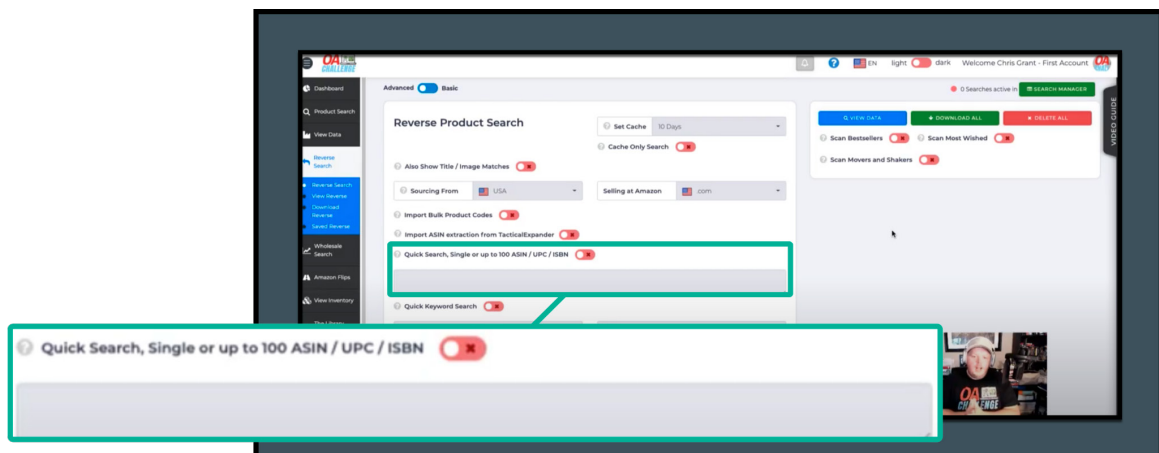 OA
CHALLENGE
EN light dark Welcome Chris Grant - First Account
Dashboard
Product Search
View Data
Reverse
Search
Reverse Search
View Reverse
Download
Reverse
Saved Reverse
Wholesale
Search
Amazon Flips
View Inventory
Advanced Basic
0 Searches active in SEARCH MANAGER
Reverse Product Search
Set Cache 10 Days
Cache Only Search
Also Show Title / Image Matches
Sourcing From USA
Selling at Amazon .com
Import Bulk Product Codes
Import ASIN extraction from TacticalExpander
Quick Search, Single or up to 100 ASIN / UPC / ISBN
Quick Keyword Search
VIEW DATA
DOWNLOAD ALL
DELETE ALL
Scan Bestsellers
Scan Most Wished
Scan Movers and Shakers
VIDEO GUIDE
Quick Search, Single or up to 100 ASIN / UPC / ISBN
OA
CHALLENGE